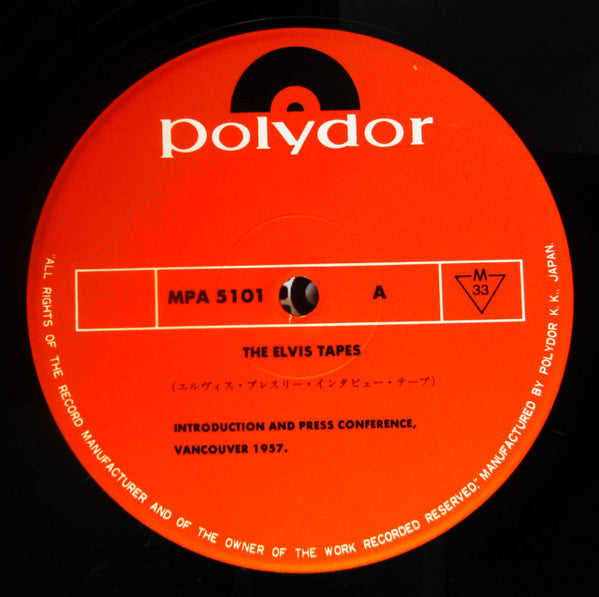 polydor
MPA 5101 A M 33
THE ELVIS TAPES
(エルヴィス・プレスリー・インタビュー・テープ)
INTRODUCTION AND PRESS CONFERENCE,
VANCOUVER 1957.
"ALL RIGHTS OF THE RECORD MANUFACTURER AND OF THE OWNER OF THE WORK RECORDED RESERVED," MANUFACTURED BY POLYDOR K.K., JAPAN.